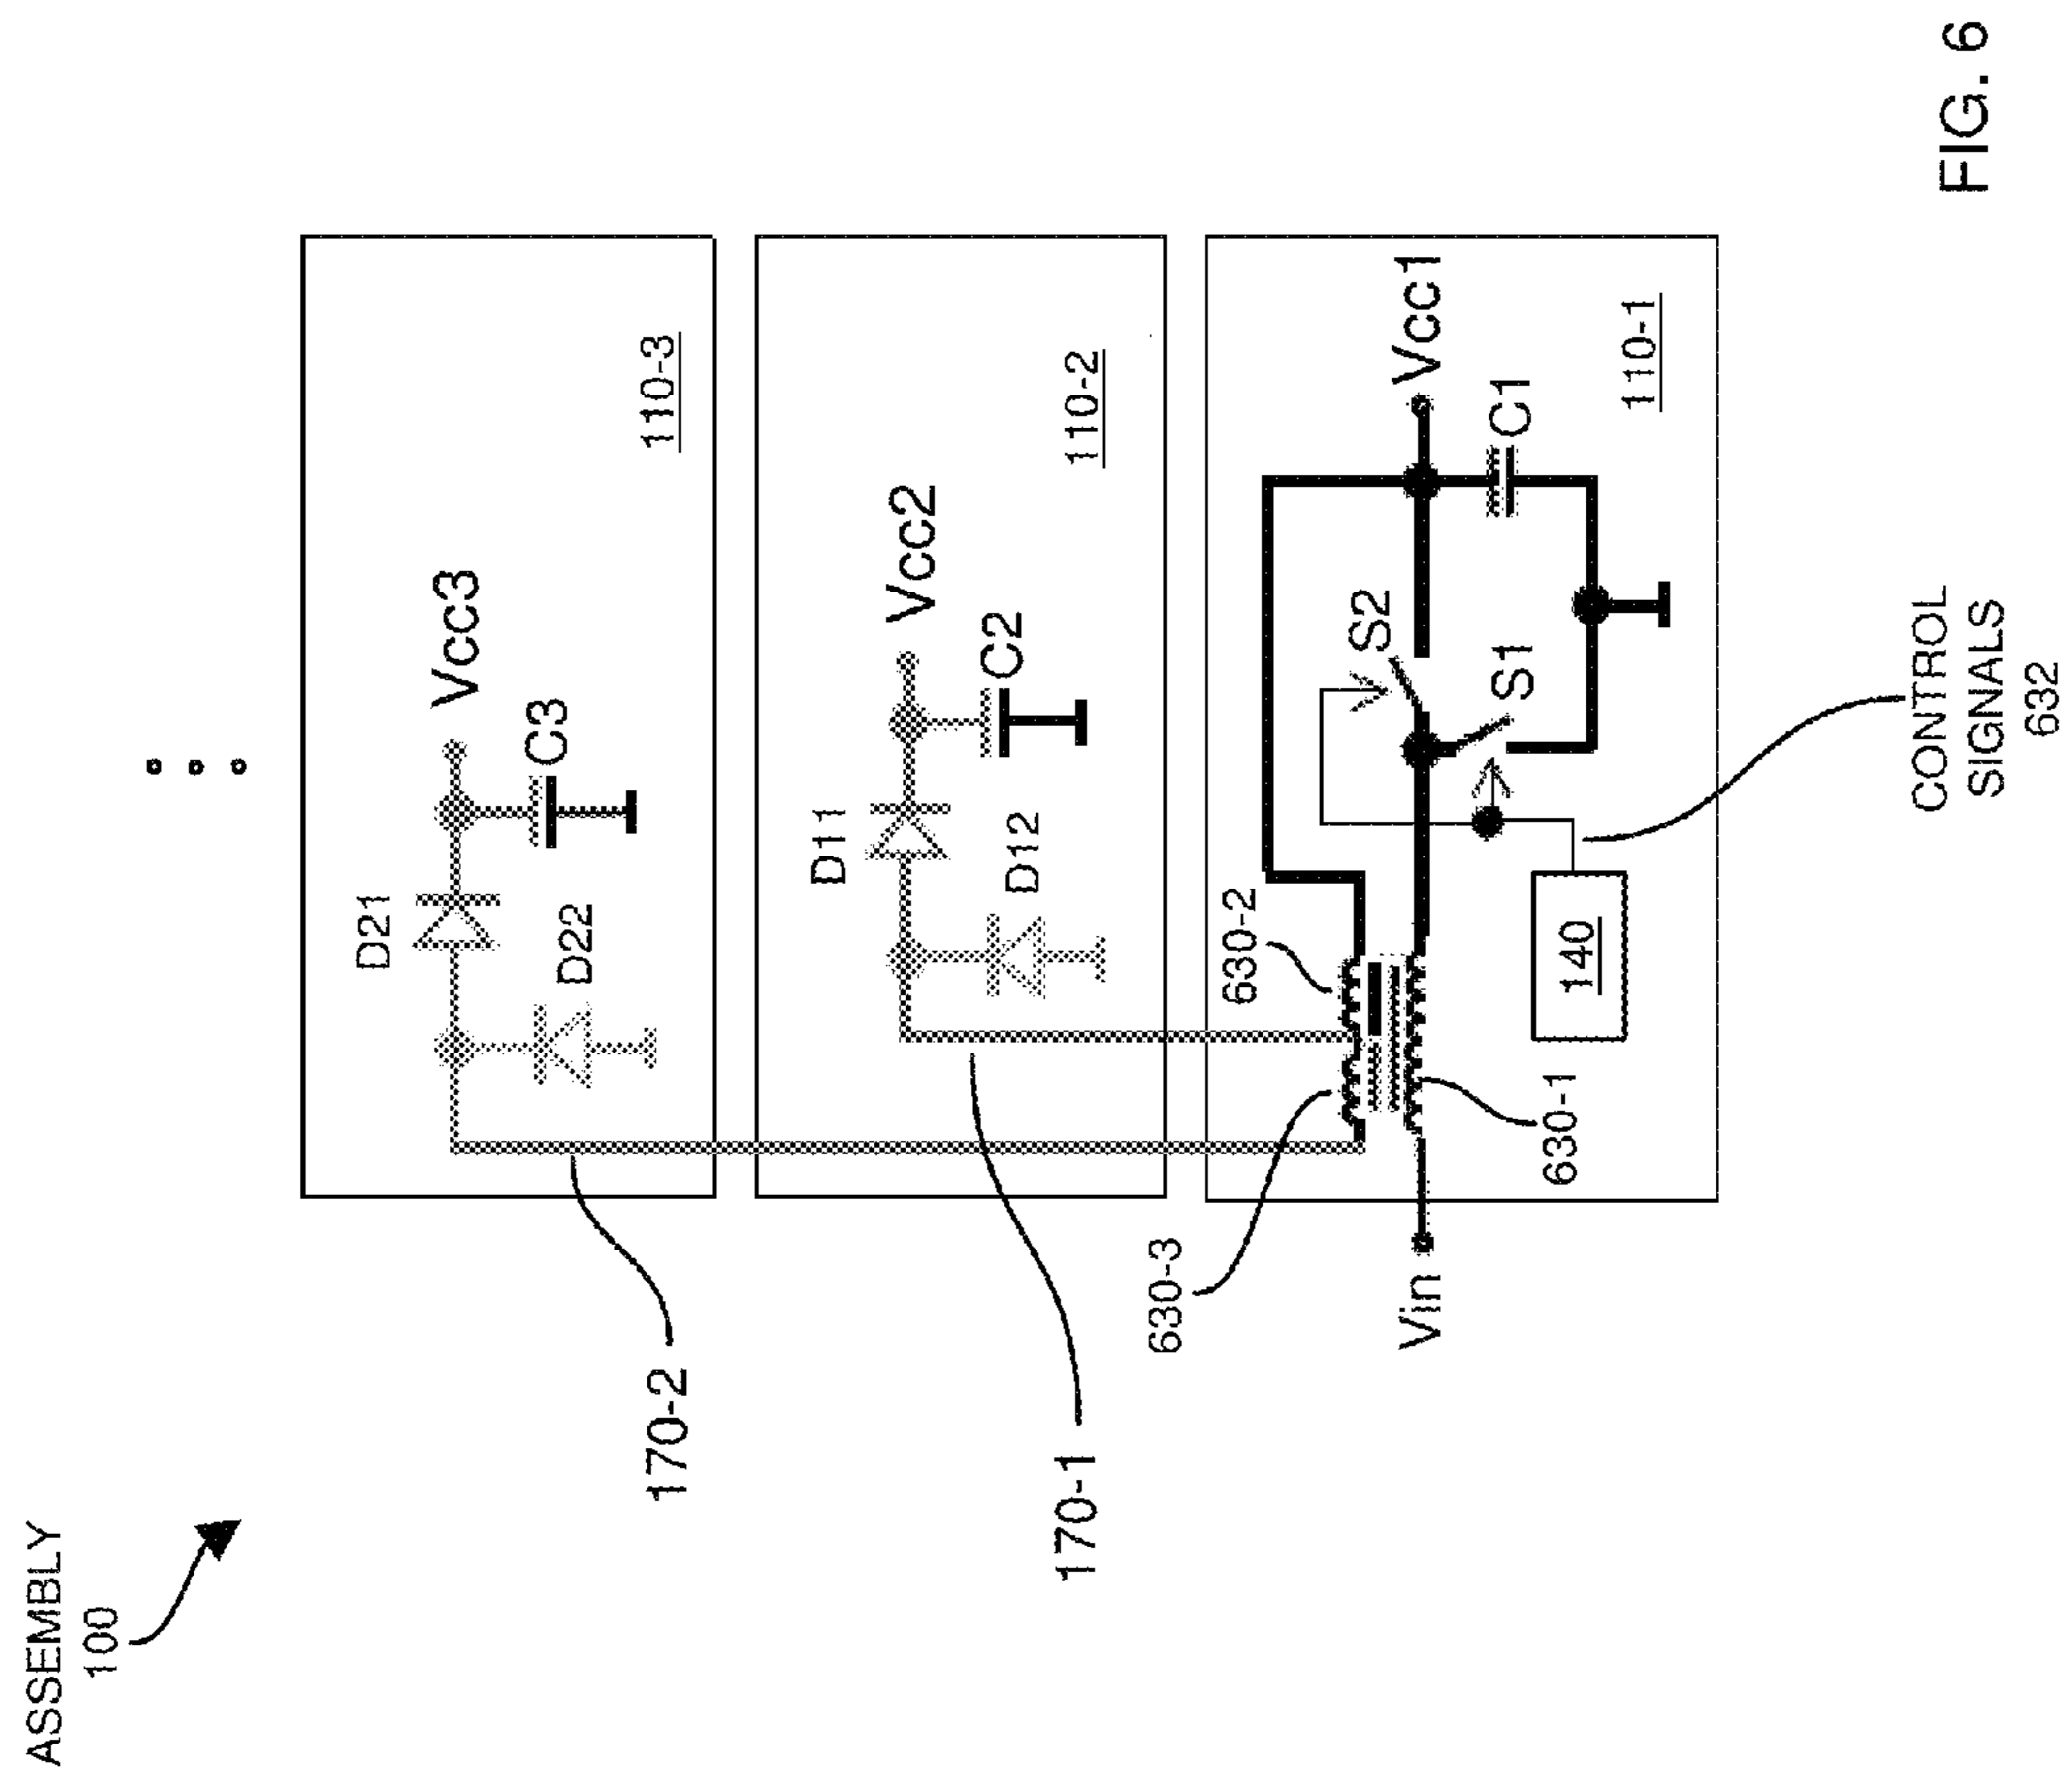 ASSEMBLY
100
170-2
D21
D22
C3
Vcc3
110-3
170-1
D11
D12
C2
Vcc2
110-2
630-3
630-2
Vin
630-1
140
S2
S1
Vcc1
C1
110-1
CONTROL
SIGNALS
632
FIG. 6